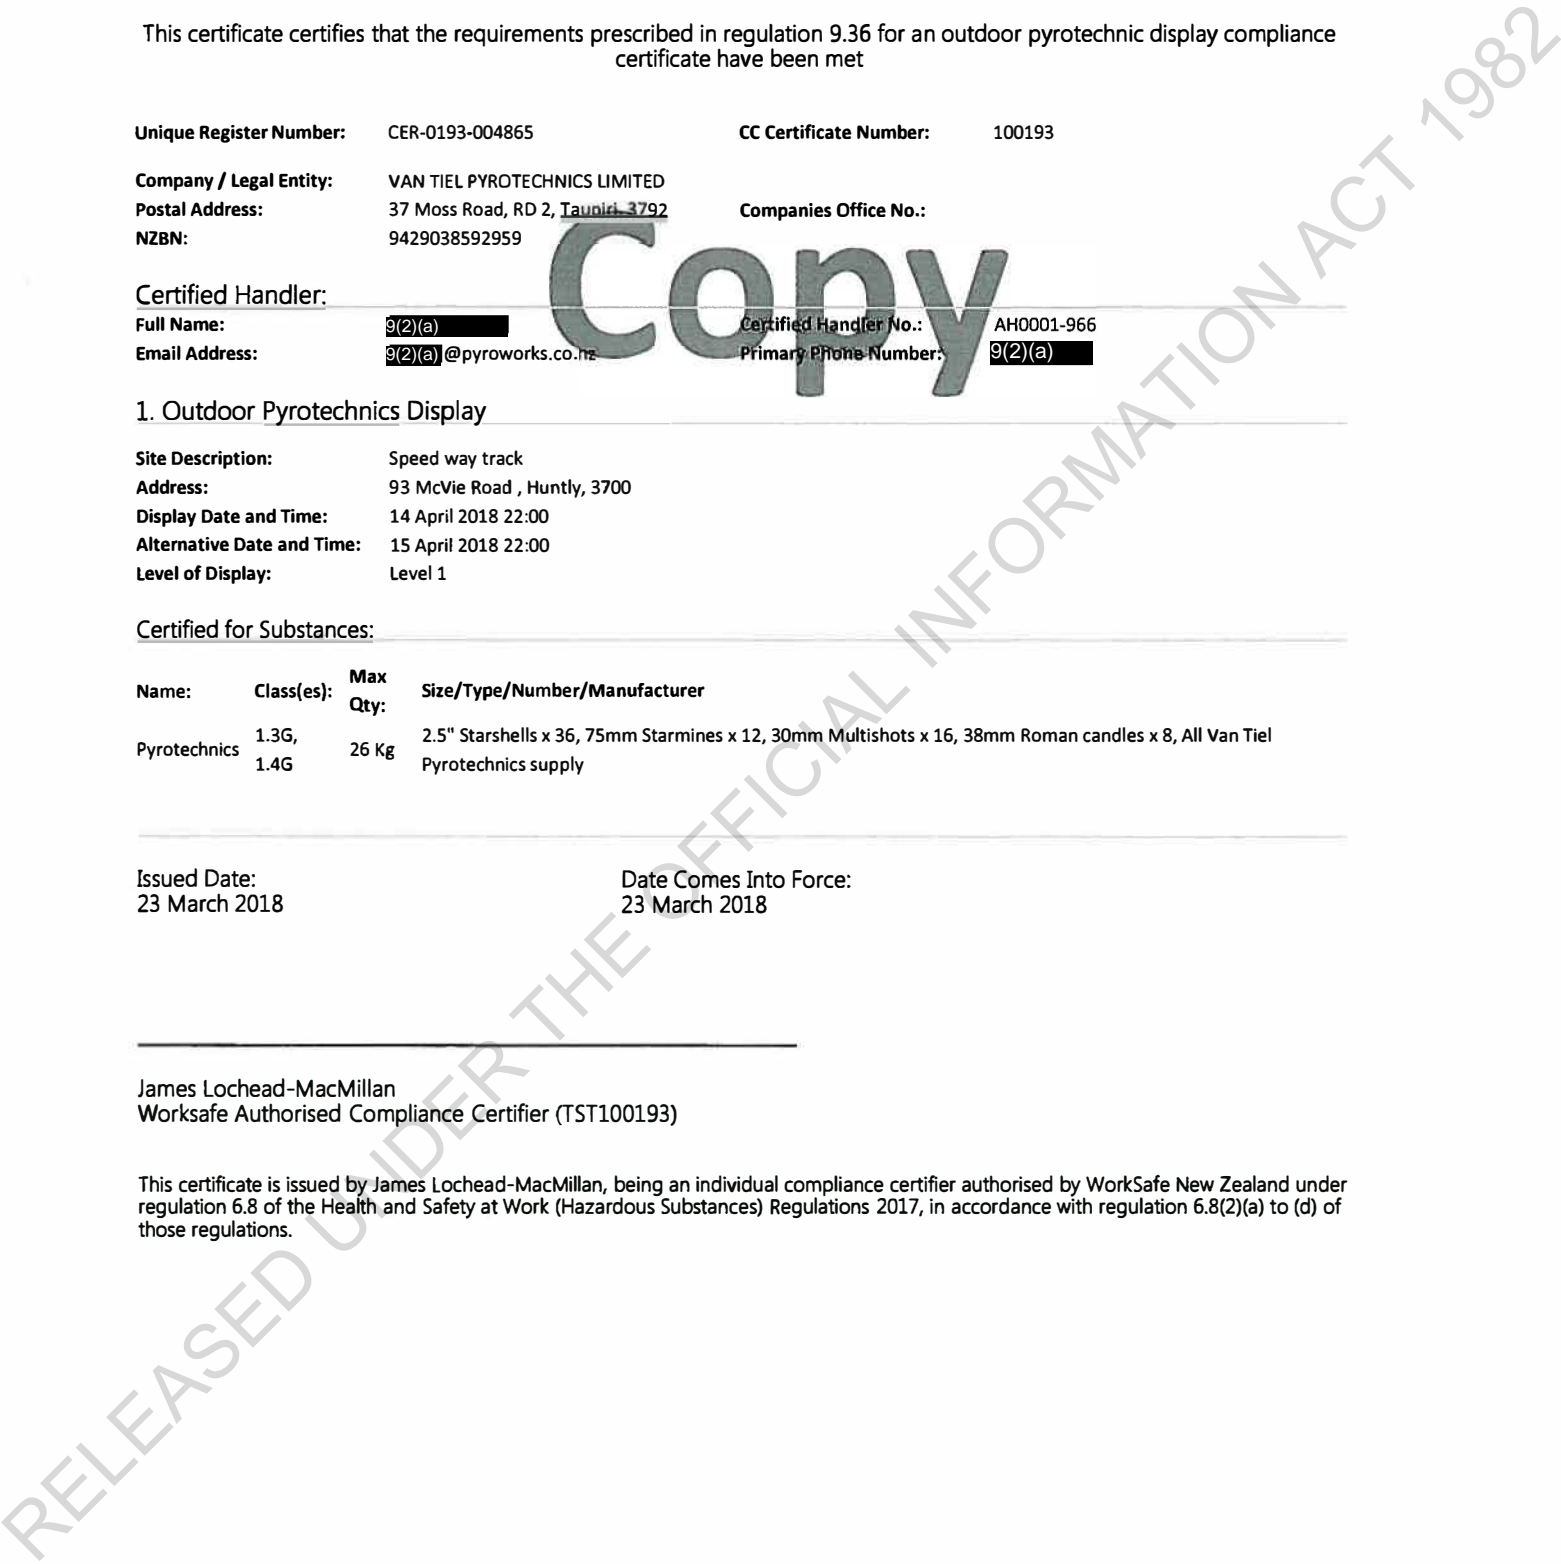 This certificate certifies that the requirements prescribed in regulation 9.36 for an outdoor pyrotechnic display compliance
certificate have been met
Unique Register Number: CER-0193-004865 CC Certificate Number: 100193
Company / Legal Entity: VAN TIEL PYROTECHNICS LIMITED
Postal Address: 37 Moss Road, RD 2, Taupiri, 3792 Companies Office No.:
NZBN: 9429038592959
Copy
Certified Handler:
Full Name: 9(2)(a) Certified Handler No.: AH0001-966
Email Address: 9(2)(a) @pyroworks.co.nz Primary Phone Number: 9(2)(a)
1. Outdoor Pyrotechnics Display
Site Description: Speed way track
Address: 93 McVie Road , Huntly, 3700
Display Date and Time: 14 April 2018 22:00
Alternative Date and Time: 15 April 2018 22:00
Level of Display: Level 1
Certified for Substances:
Name: Class(es): Max Qty: Size/Type/Number/Manufacturer
Pyrotechnics 1.3G, 1.4G 26 Kg 2.5" Starshells x 36, 75mm Starmines x 12, 30mm Multishots x 16, 38mm Roman candles x 8, All Van Tiel
Pyrotechnics supply
Issued Date: Date Comes Into Force:
23 March 2018 23 March 2018
James Lochead-MacMillan
Worksafe Authorised Compliance Certifier (TST100193)
This certificate is issued by James Lochead-MacMillan, being an individual compliance certifier authorised by WorkSafe New Zealand under
regulation 6.8 of the Health and Safety at Work (Hazardous Substances) Regulations 2017, in accordance with regulation 6.8(2)(a) to (d) of
those regulations.
RELEASED UNDER THE OFFICIAL INFORMATION ACT 1982